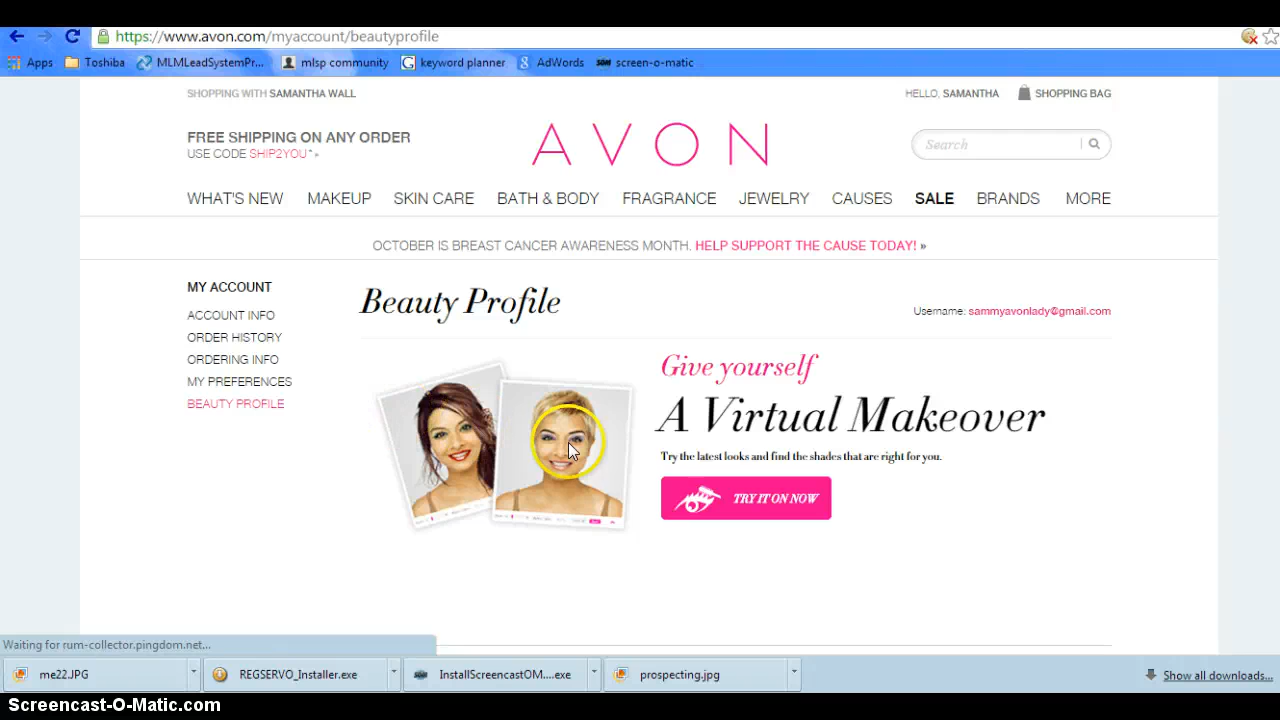 https://www.avon.com/myaccount/beautyprofile
Apps Toshiba MLMLeadSystemPr... mlsp community keyword planner AdWords screen-o-matic
SHOPPING WITH SAMANTHA WALL
HELLO, SAMANTHA SHOPPING BAG
FREE SHIPPING ON ANY ORDER
USE CODE SHIP2YOU* »
AVON
Search
WHAT'S NEW MAKEUP SKIN CARE BATH & BODY FRAGRANCE JEWELRY CAUSES SALE BRANDS MORE
OCTOBER IS BREAST CANCER AWARENESS MONTH. HELP SUPPORT THE CAUSE TODAY! »
MY ACCOUNT
ACCOUNT INFO
ORDER HISTORY
ORDERING INFO
MY PREFERENCES
BEAUTY PROFILE
Beauty Profile
Username: sammyavonlady@gmail.com
Give yourself
A Virtual Makeover
Try the latest looks and find the shades that are right for you.
TRY IT ON NOW
Waiting for rum-collector.pingdom.net...
me22.JPG REGSERVO_Installer.exe InstallScreencastOM....exe prospecting.jpg Show all downloads...
Screencast-O-Matic.com